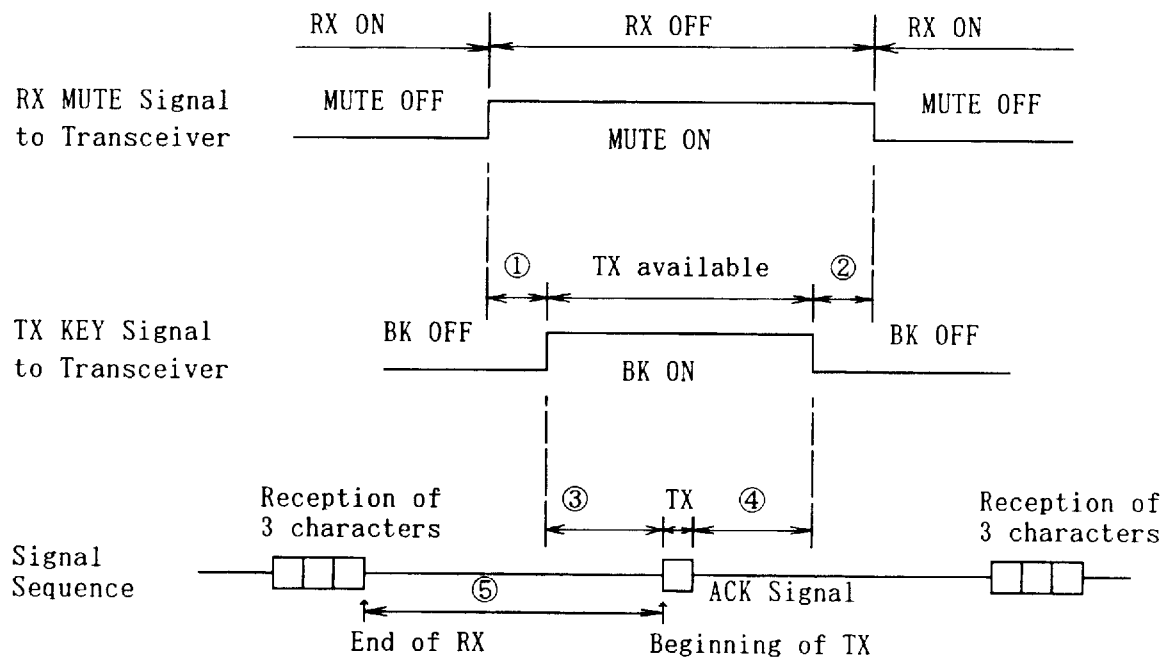 RX ON
RX OFF
RX ON
RX MUTE Signal
to Transceiver
MUTE OFF
MUTE ON
MUTE OFF
①
TX available
②
TX KEY Signal
to Transceiver
BK OFF
BK ON
BK OFF
Reception of
3 characters
③
TX
④
Reception of
3 characters
Signal
Sequence
⑤
ACK Signal
End of RX
Beginning of TX